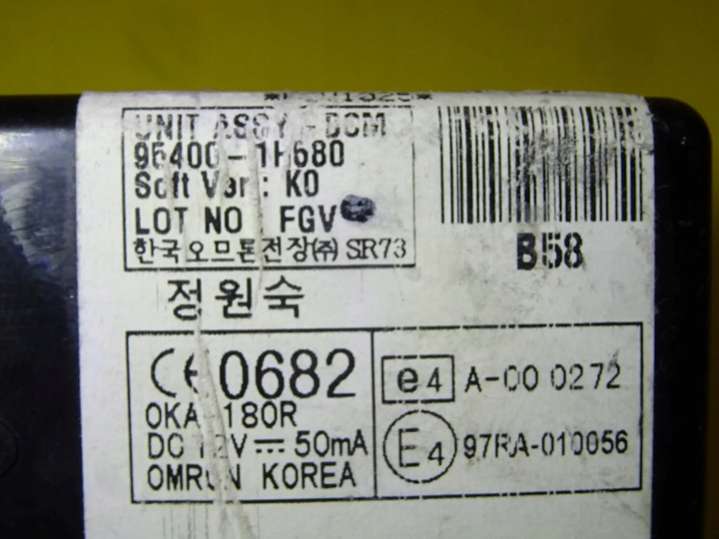 UNIT ASSY - BCM
95400-1H680
Soft Ver : K0
LOT NO FGV
한국오므론전장(주) SR73
B58
정원숙
CE 0682
OKA-180R
DC 12V 50mA
OMRON KOREA
e4 A-00 0272
E4 97RA-010056